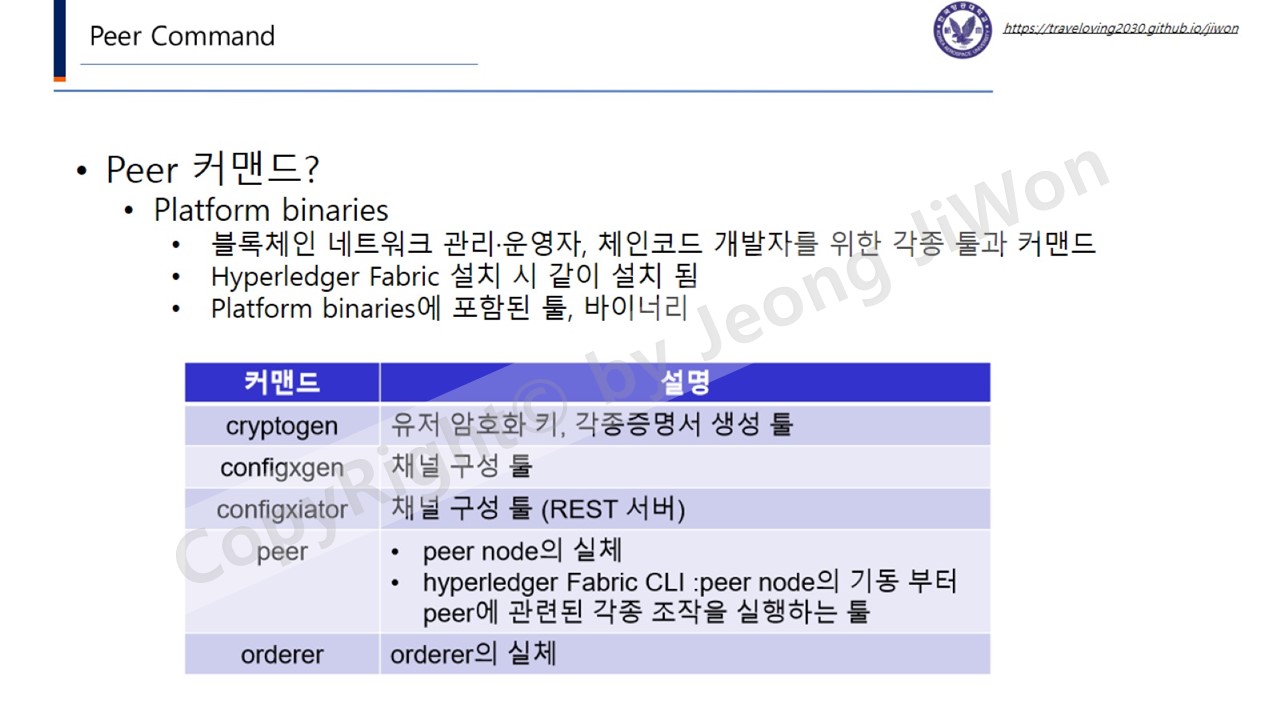 Peer Command
https://traveloving2030.github.io/jiwon
• Peer 커맨드?
• Platform binaries
• 블록체인 네트워크 관리·운영자, 체인코드 개발자를 위한 각종 툴과 커맨드
• Hyperledger Fabric 설치 시 같이 설치 됨
• Platform binaries에 포함된 툴, 바이너리
커맨드 설명
cryptogen 유저 암호화 키, 각종증명서 생성 툴
configxgen 채널 구성 툴
configxiator 채널 구성 툴 (REST 서버)
peer • peer node의 실체
• hyperledger Fabric CLI :peer node의 기동 부터
peer에 관련된 각종 조작을 실행하는 툴
orderer orderer의 실체
CopyRight© by Jeong JiWon